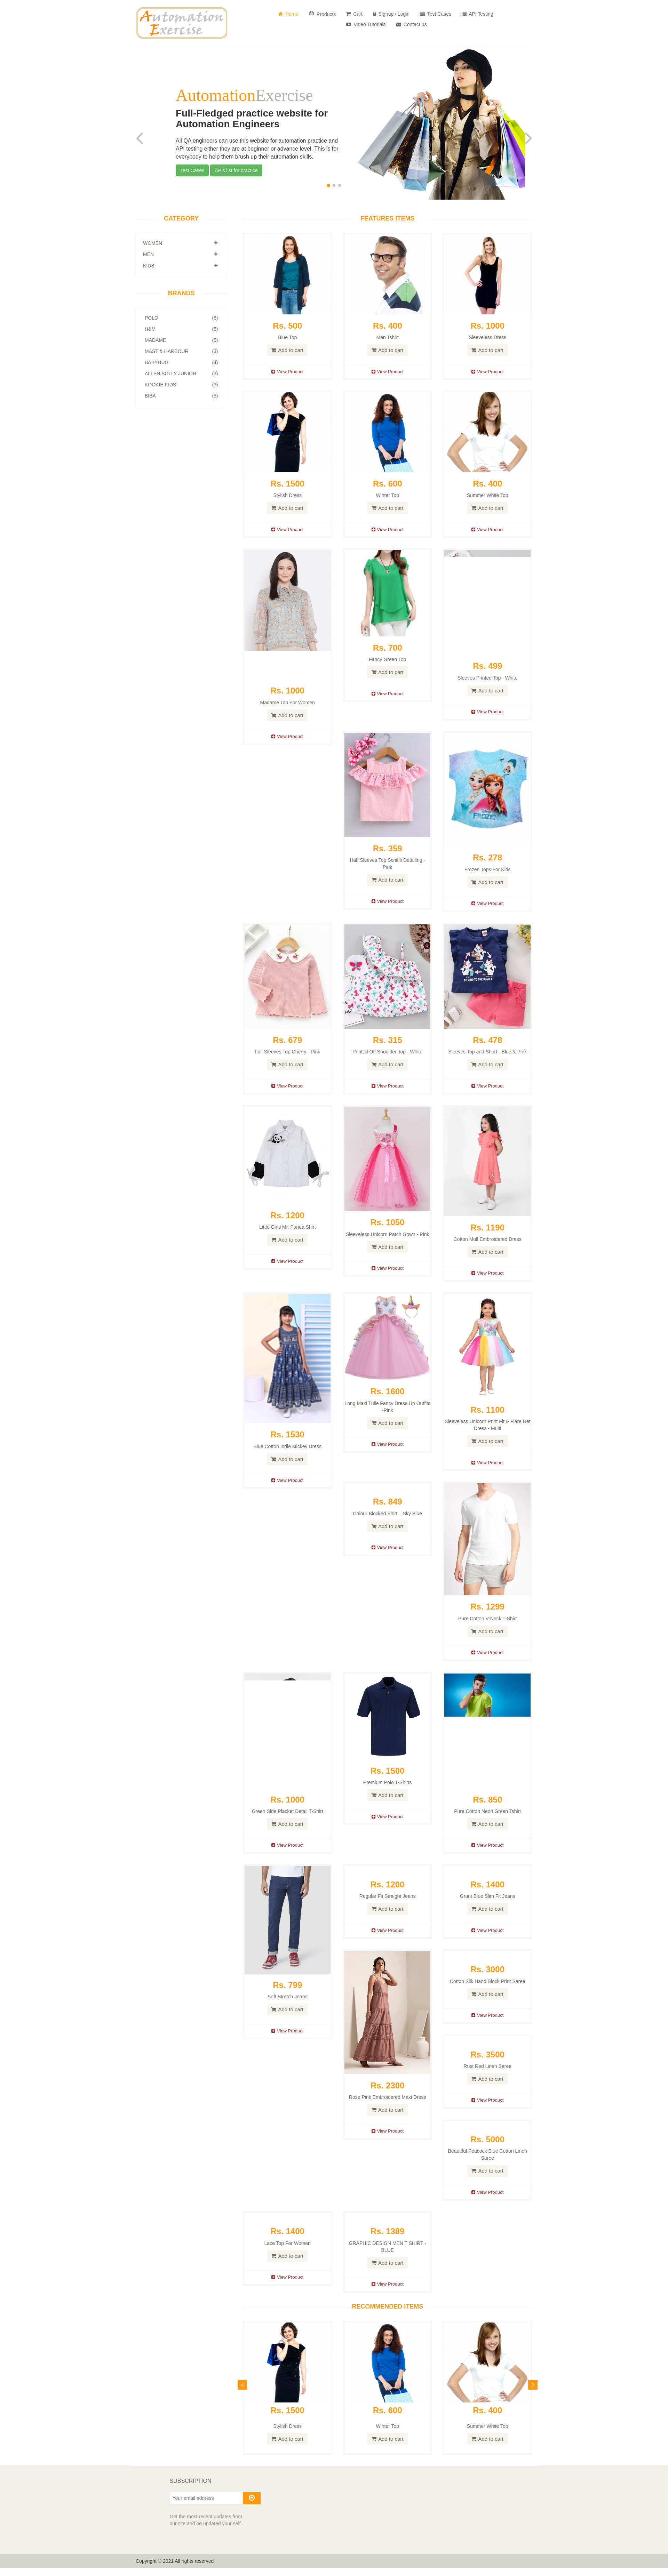 Automation
Exercise
Home
Products
Cart
Signup / Login
Test Cases
API Testing
Video Tutorials
Contact us
AutomationExercise
Full-Fledged practice website for
Automation Engineers
All QA engineers can use this website for automation practice and
API testing either they are at beginner or advance level. This is for
everybody to help them brush up their automation skills.
Test Cases
APIs list for practice
CATEGORY
WOMEN
MEN
KIDS
BRANDS
POLO (6)
H&M (5)
MADAME (5)
MAST & HARBOUR (3)
BABYHUG (4)
ALLEN SOLLY JUNIOR (3)
KOOKIE KIDS (3)
BIBA (5)
FEATURES ITEMS
Rs. 500
Blue Top
Add to cart
View Product
Rs. 400
Men Tshirt
Add to cart
View Product
Rs. 1000
Sleeveless Dress
Add to cart
View Product
Rs. 1500
Stylish Dress
Add to cart
View Product
Rs. 600
Winter Top
Add to cart
View Product
Rs. 400
Summer White Top
Add to cart
View Product
Rs. 1000
Madame Top For Women
Add to cart
View Product
Rs. 700
Fancy Green Top
Add to cart
View Product
Rs. 499
Sleeves Printed Top - White
Add to cart
View Product
Rs. 359
Half Sleeves Top Schiffli Detailing -
Pink
Add to cart
View Product
FROZEN
Rs. 278
Frozen Tops For Kids
Add to cart
View Product
Rs. 679
Full Sleeves Top Cherry - Pink
Add to cart
View Product
Rs. 315
Printed Off Shoulder Top - White
Add to cart
View Product
Rs. 478
Sleeves Top and Short - Blue & Pink
Add to cart
View Product
Rs. 1200
Little Girls Mr. Panda Shirt
Add to cart
View Product
Rs. 1050
Sleeveless Unicorn Patch Gown - Pink
Add to cart
View Product
Rs. 1190
Cotton Mull Embroidered Dress
Add to cart
View Product
Rs. 1530
Blue Cotton Indie Mickey Dress
Add to cart
View Product
Rs. 1600
Long Maxi Tulle Fancy Dress Up Outfits
-Pink
Add to cart
View Product
Rs. 1100
Sleeveless Unicorn Print Fit & Flare Net
Dress - Multi
Add to cart
View Product
Rs. 849
Colour Blocked Shirt – Sky Blue
Add to cart
View Product
Rs. 1299
Pure Cotton V-Neck T-Shirt
Add to cart
View Product
Rs. 1000
Green Side Placket Detail T-Shirt
Add to cart
View Product
Rs. 1500
Premium Polo T-Shirts
Add to cart
View Product
Rs. 850
Pure Cotton Neon Green Tshirt
Add to cart
View Product
Rs. 799
Soft Stretch Jeans
Add to cart
View Product
Rs. 1200
Regular Fit Straight Jeans
Add to cart
View Product
Rs. 1400
Grunt Blue Slim Fit Jeans
Add to cart
View Product
Rs. 2300
Rose Pink Embroidered Maxi Dress
Add to cart
View Product
Rs. 3000
Cotton Silk Hand Block Print Saree
Add to cart
View Product
Rs. 3500
Rust Red Linen Saree
Add to cart
View Product
Rs. 5000
Beautiful Peacock Blue Cotton Linen
Saree
Add to cart
View Product
Rs. 1400
Lace Top For Women
Add to cart
View Product
Rs. 1389
GRAPHIC DESIGN MEN T SHIRT -
BLUE
Add to cart
View Product
RECOMMENDED ITEMS
Rs. 1500
Stylish Dress
Add to cart
Rs. 600
Winter Top
Add to cart
Rs. 400
Summer White Top
Add to cart
SUBSCRIPTION
Your email address
Get the most recent updates from
our site and be updated your self...
Copyright © 2021 All rights reserved